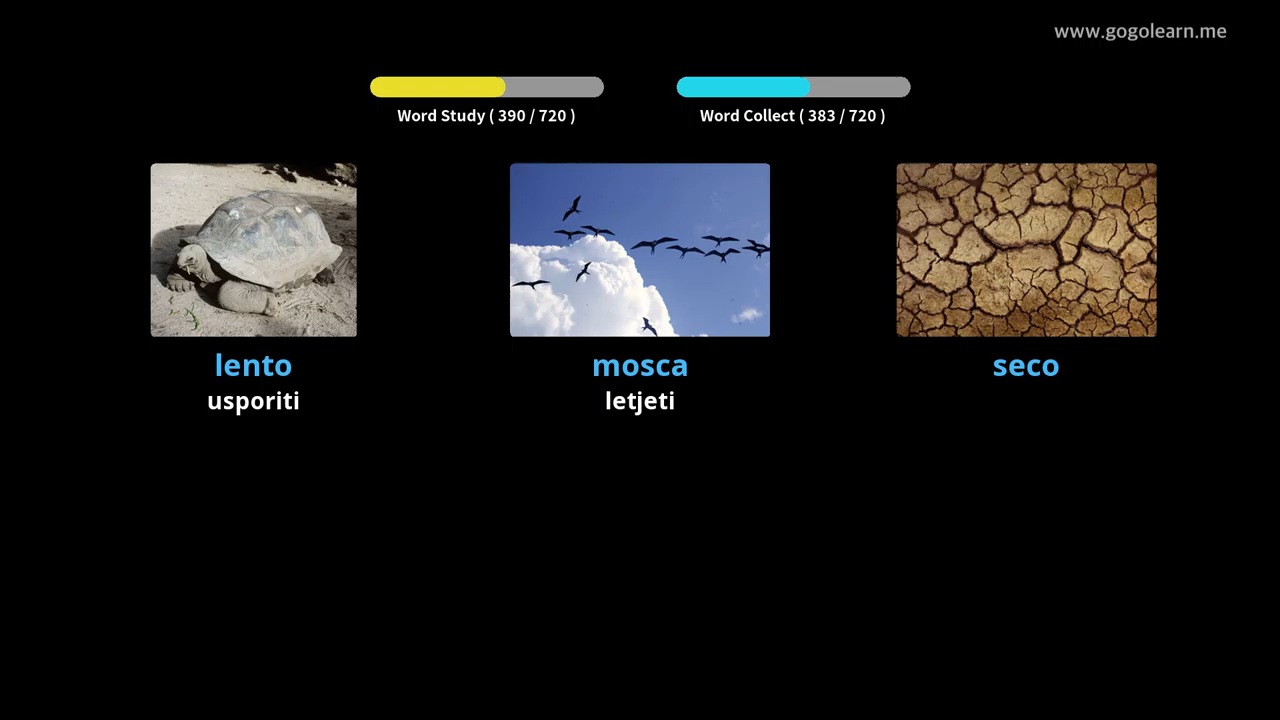 www.gogolearn.me
Word Study ( 390 / 720 )
Word Collect ( 383 / 720 )
lento
usporiti
mosca
letjeti
seco